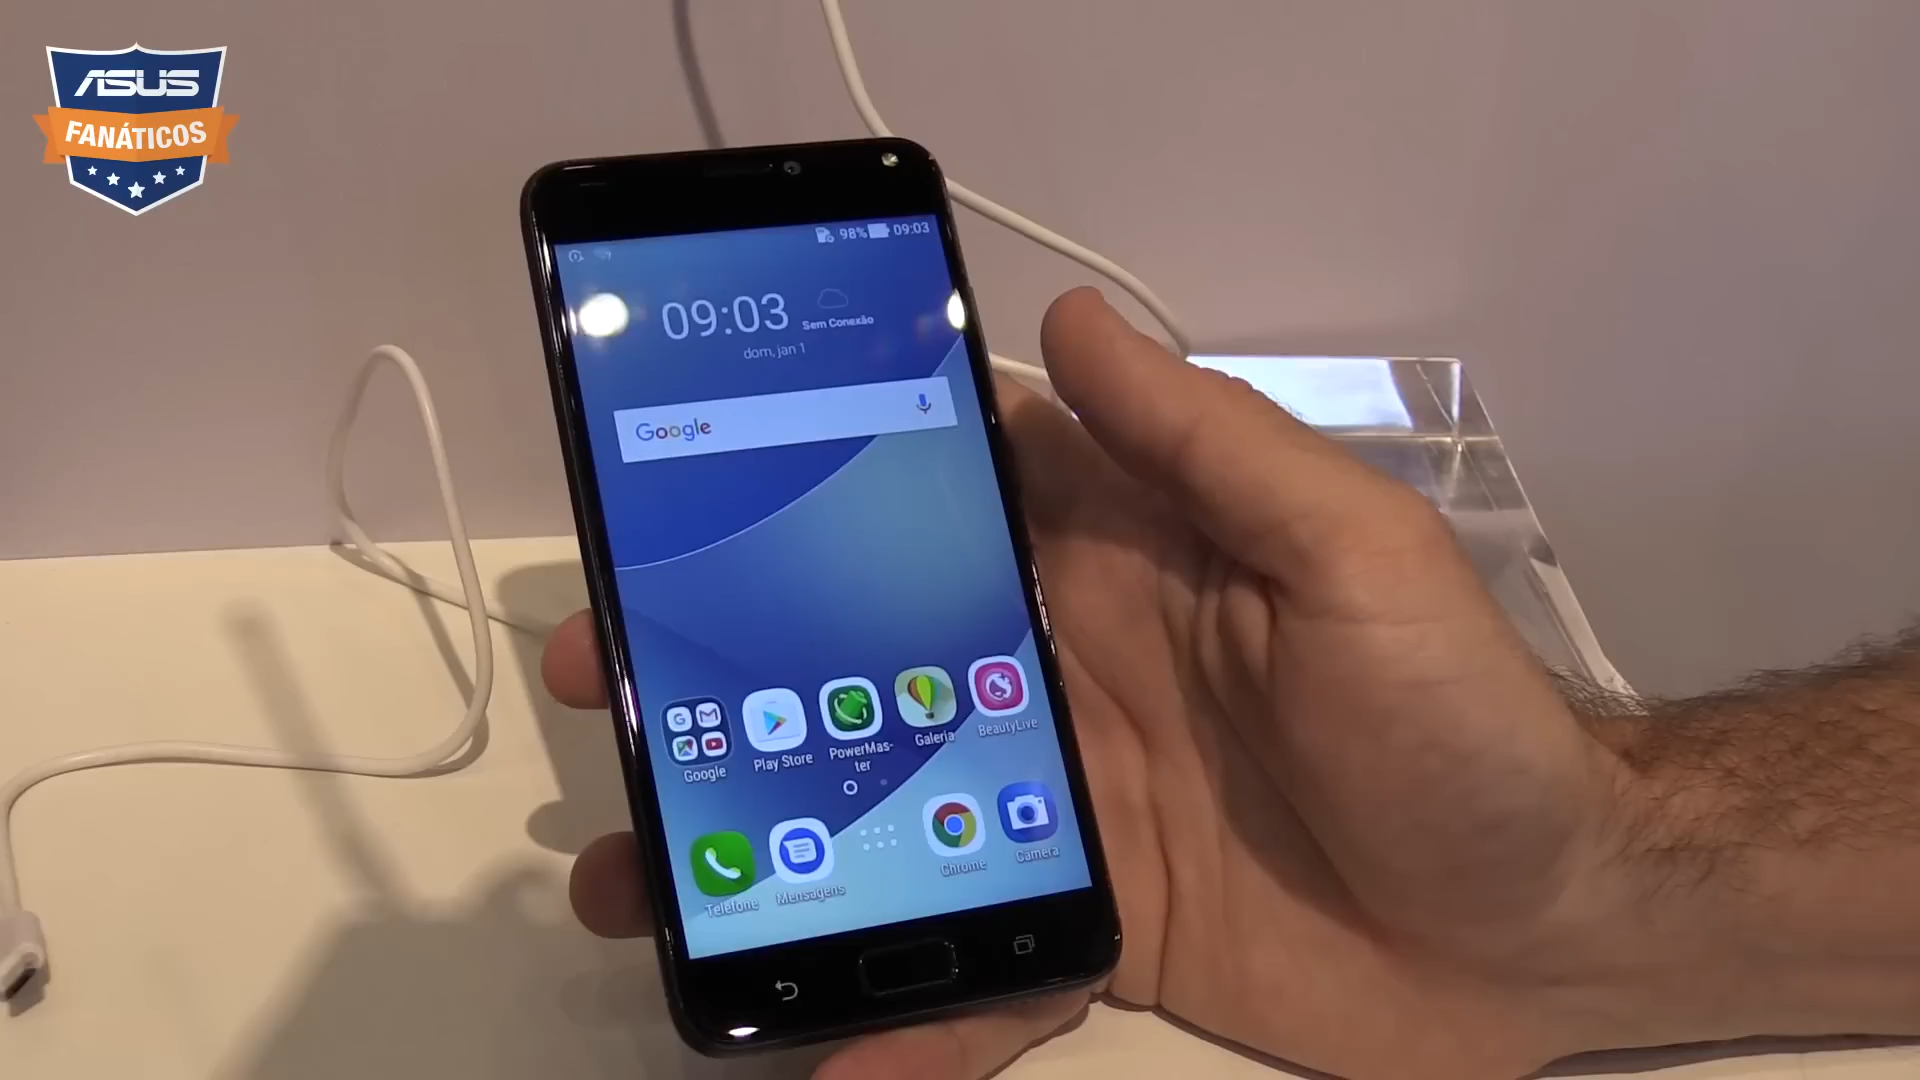 ASUS
FANÁTICOS
98% 09:03
09:03
Sem Conexão
dom, jan 1
Google
Google
Play Store
PowerMas-
ter
Galeria
BeautyLive
Telefone
Mensagens
Chrome
Câmera